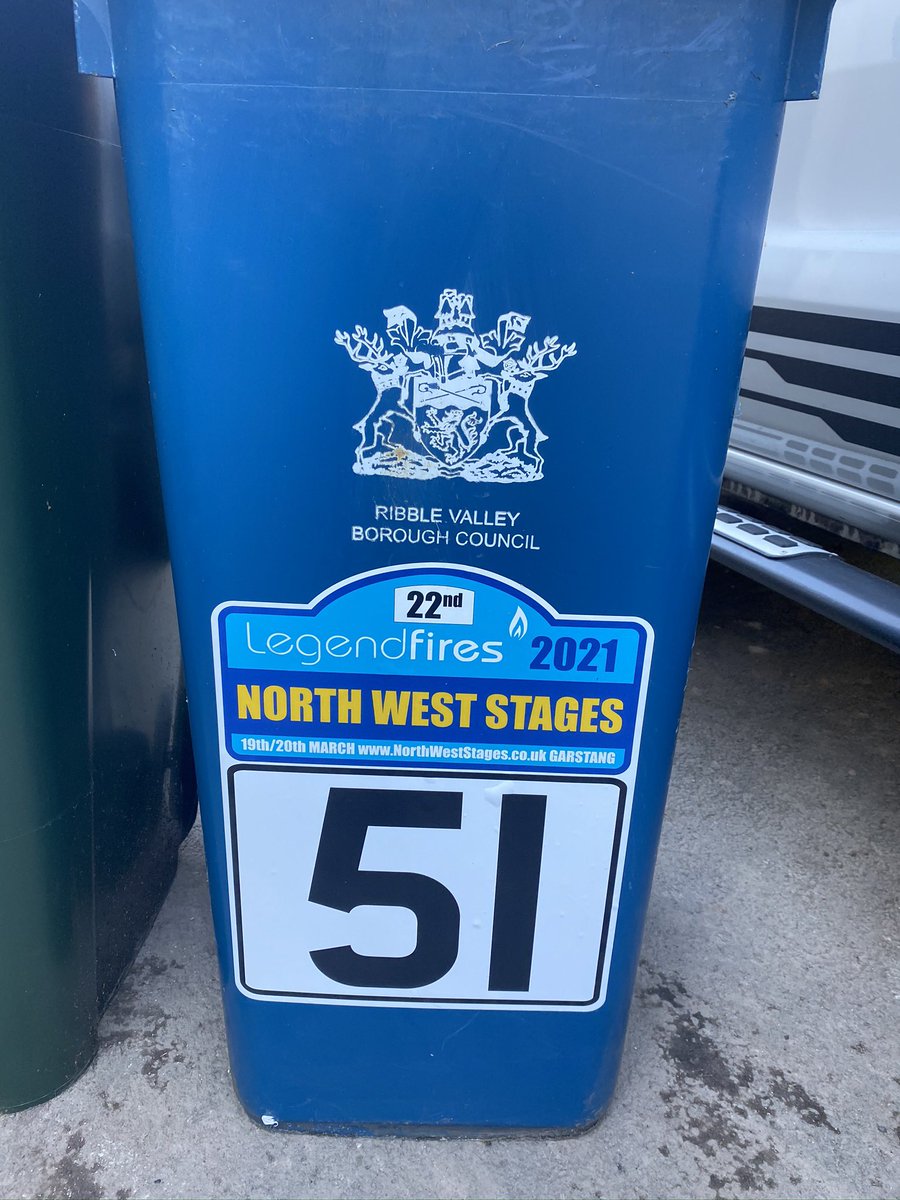 RIBBLE VALLEY
BOROUGH COUNCIL
22nd
Legendfires 2021
NORTH WEST STAGES
19th/20th MARCH www.NorthWestStages.co.uk GARSTANG
51